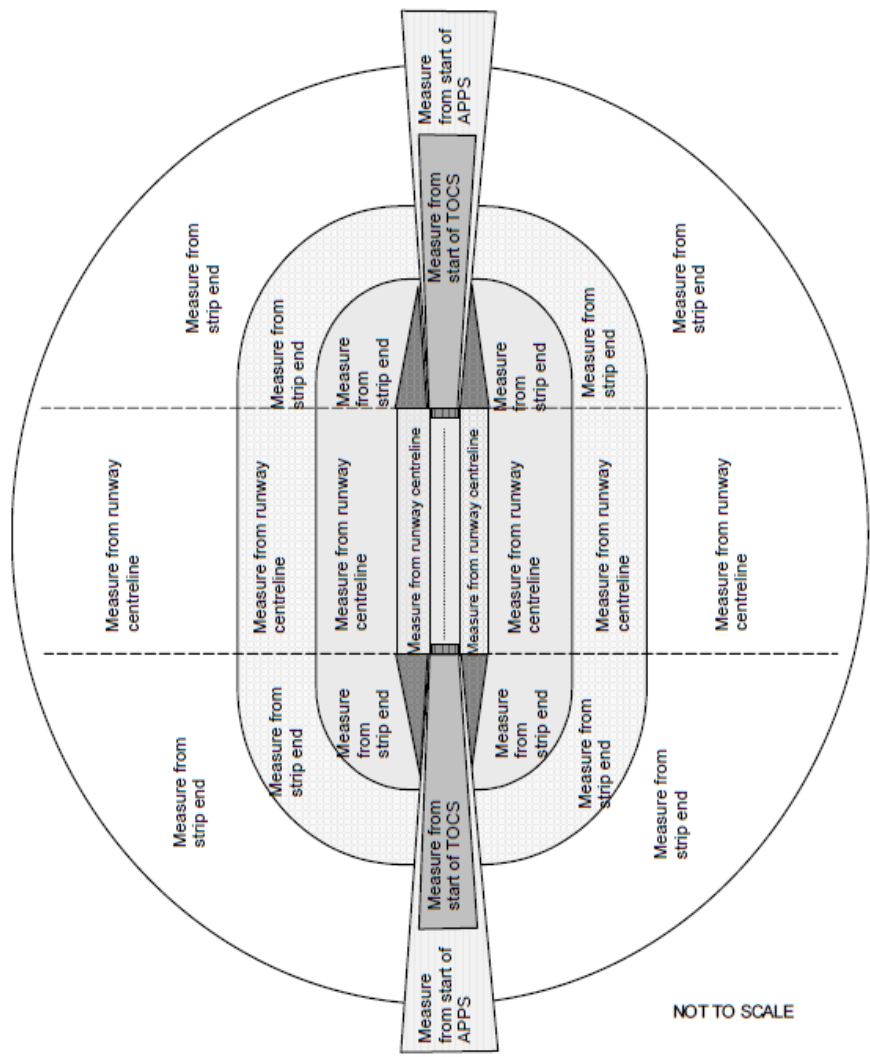 Measure from runway
centreline
Measure from
strip end
Measure from
strip end
Measure from
strip end
Measure from runway
centreline
Measure from
strip end
Measure
from
strip end
Measure from runway
centreline
Measure
from
strip end
Measure from runway centreline
Measure
from start of
APPS
Measure from
start of TOCS
Measure from
start of TOCS
Measure
from start of
APPS
Measure from runway centreline
Measure
from
strip end
Measure from runway
centreline
Measure
from
strip end
Measure from
strip end
Measure from runway
centreline
Measure from
strip end
Measure from
strip end
Measure from runway
centreline
Measure from
strip end
NOT TO SCALE